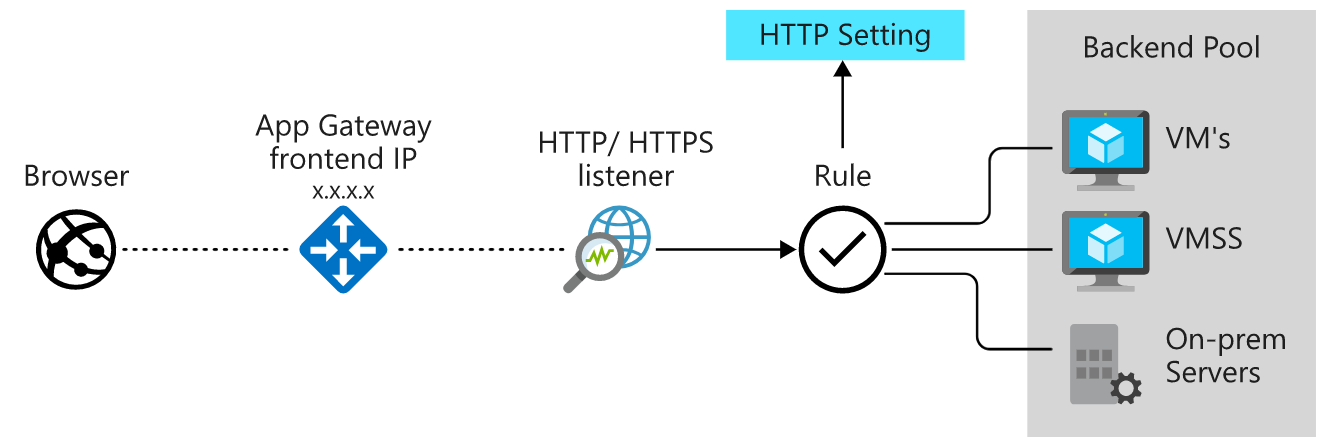 Browser
App Gateway
frontend IP
x.x.x.x
HTTP/ HTTPS
listener
Rule
HTTP Setting
Backend Pool
VM's
VMSS
On-prem
Servers